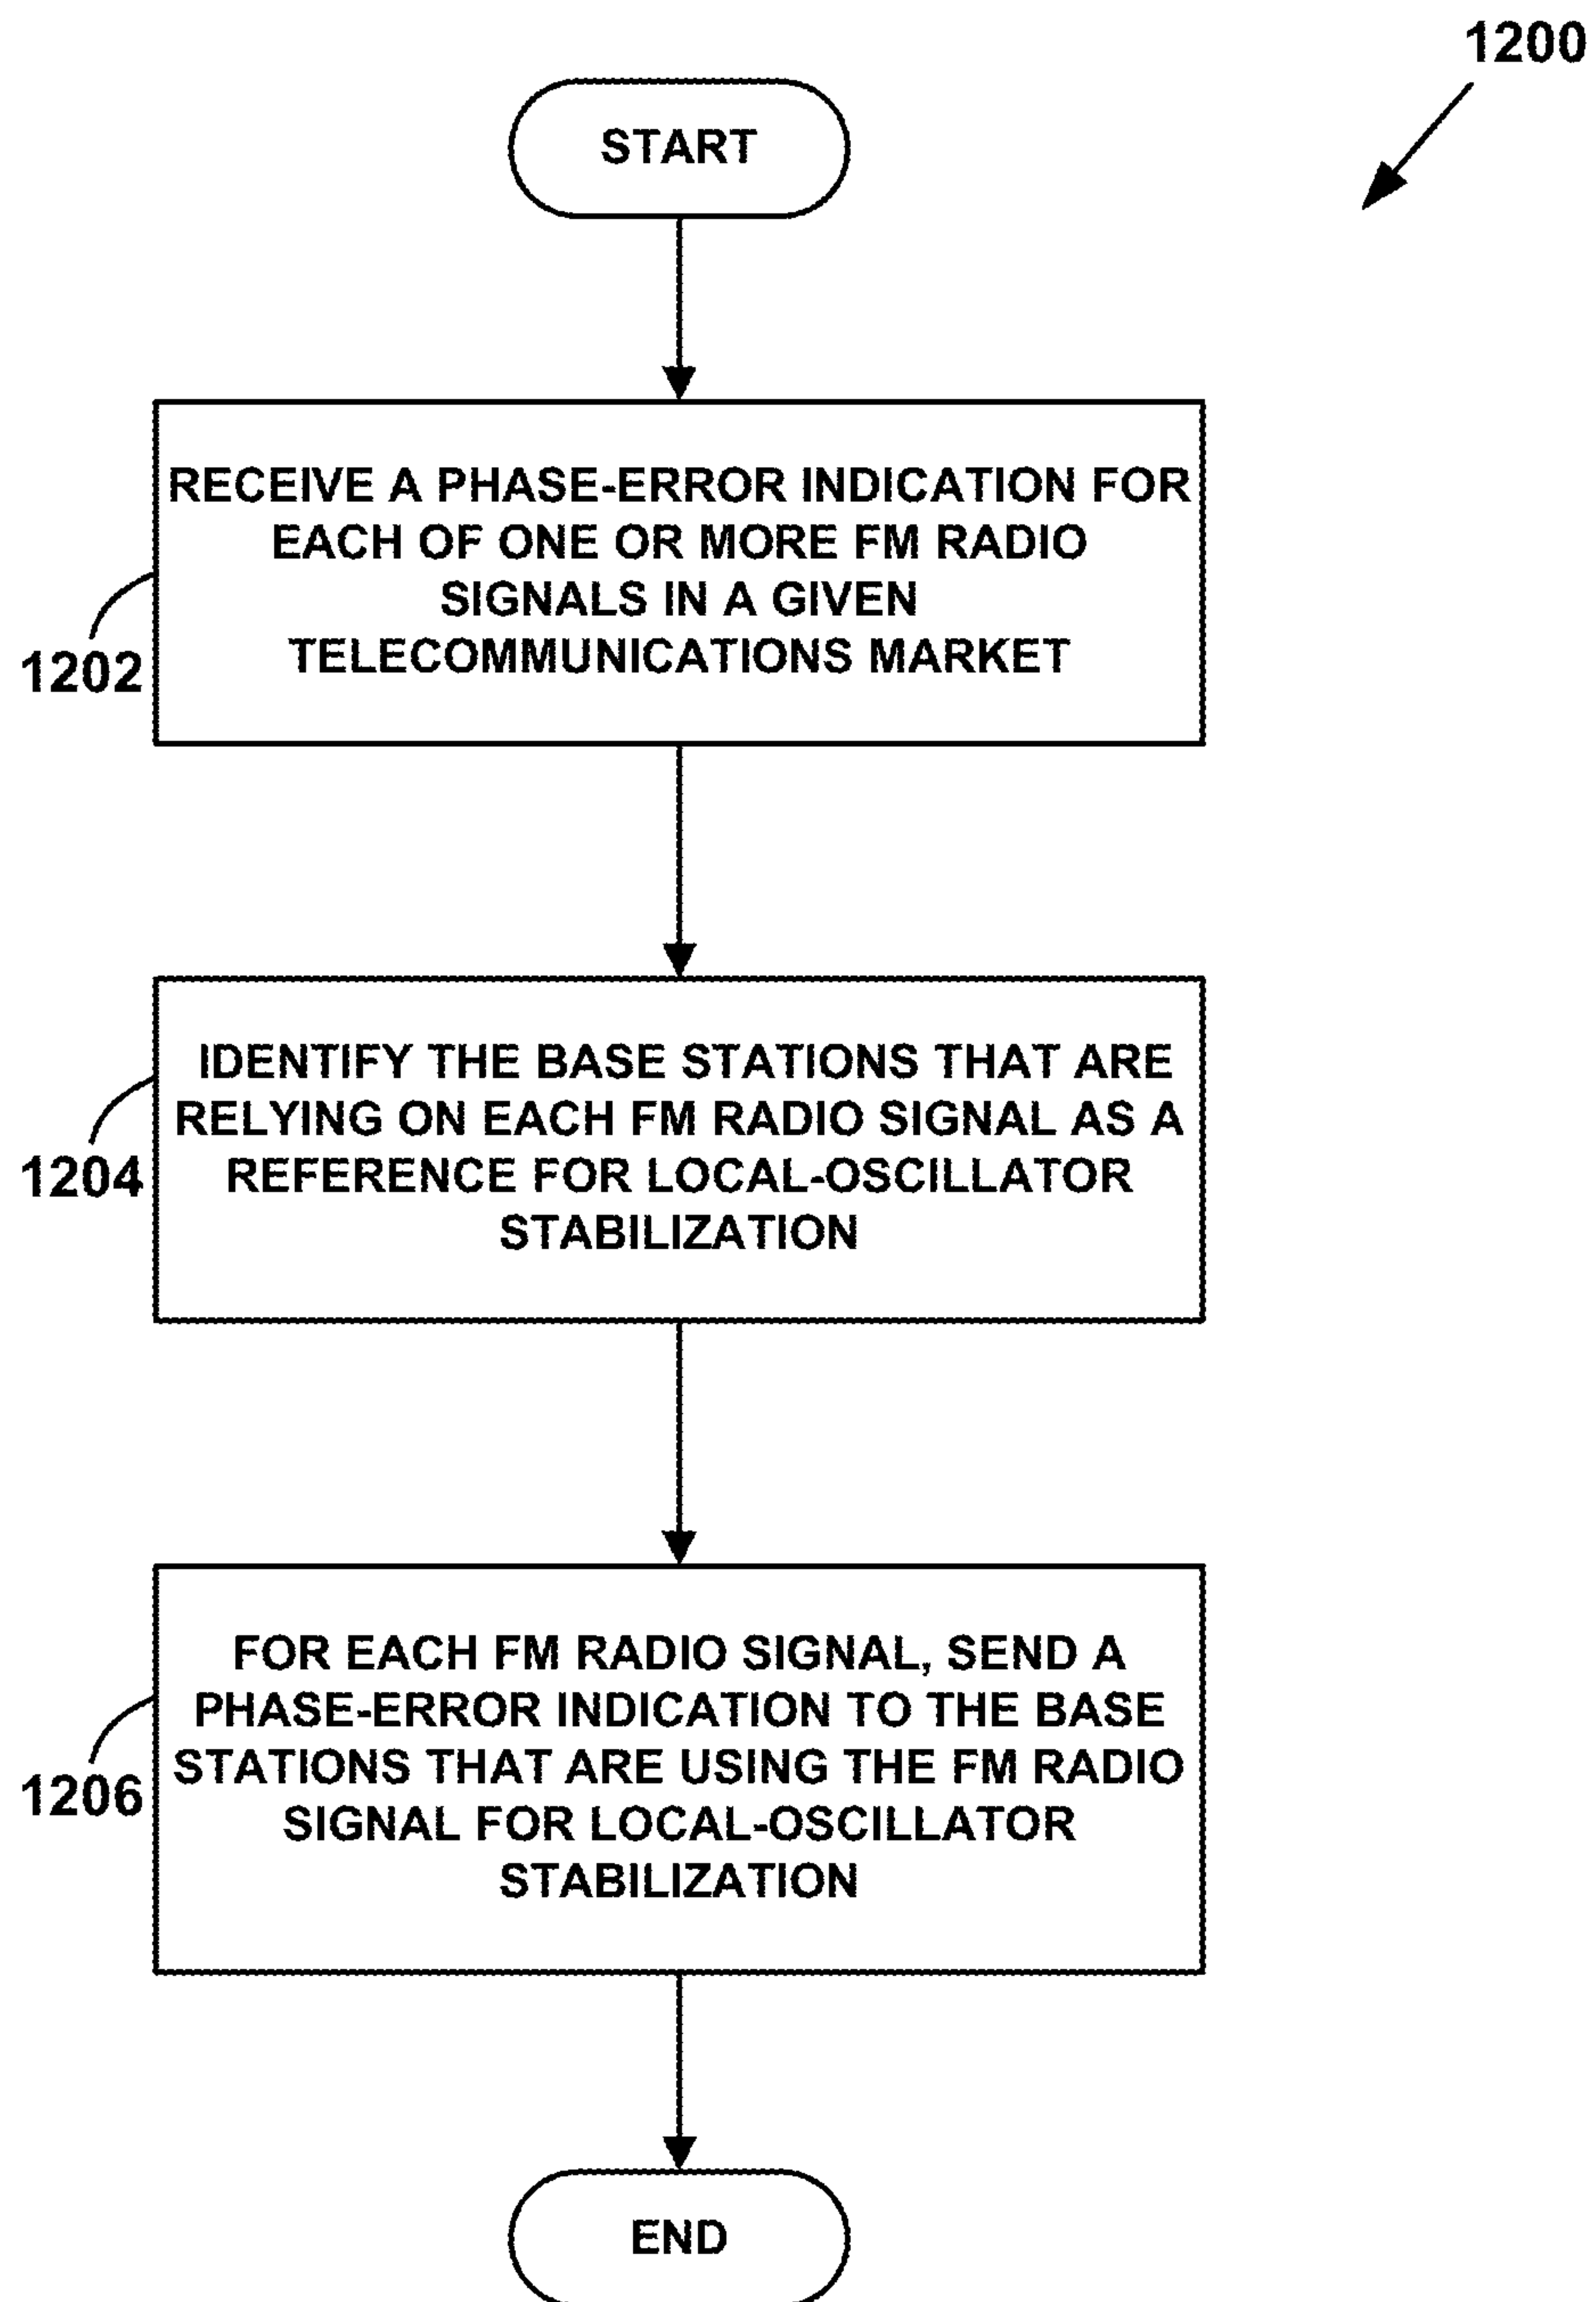 1200
START
RECEIVE A PHASE-ERROR INDICATION FOR
EACH OF ONE OR MORE FM RADIO
SIGNALS IN A GIVEN
TELECOMMUNICATIONS MARKET
1202
IDENTIFY THE BASE STATIONS THAT ARE
RELYING ON EACH FM RADIO SIGNAL AS A
REFERENCE FOR LOCAL-OSCILLATOR
STABILIZATION
1204
FOR EACH FM RADIO SIGNAL, SEND A
PHASE-ERROR INDICATION TO THE BASE
STATIONS THAT ARE USING THE FM RADIO
SIGNAL FOR LOCAL-OSCILLATOR
STABILIZATION
1206
END